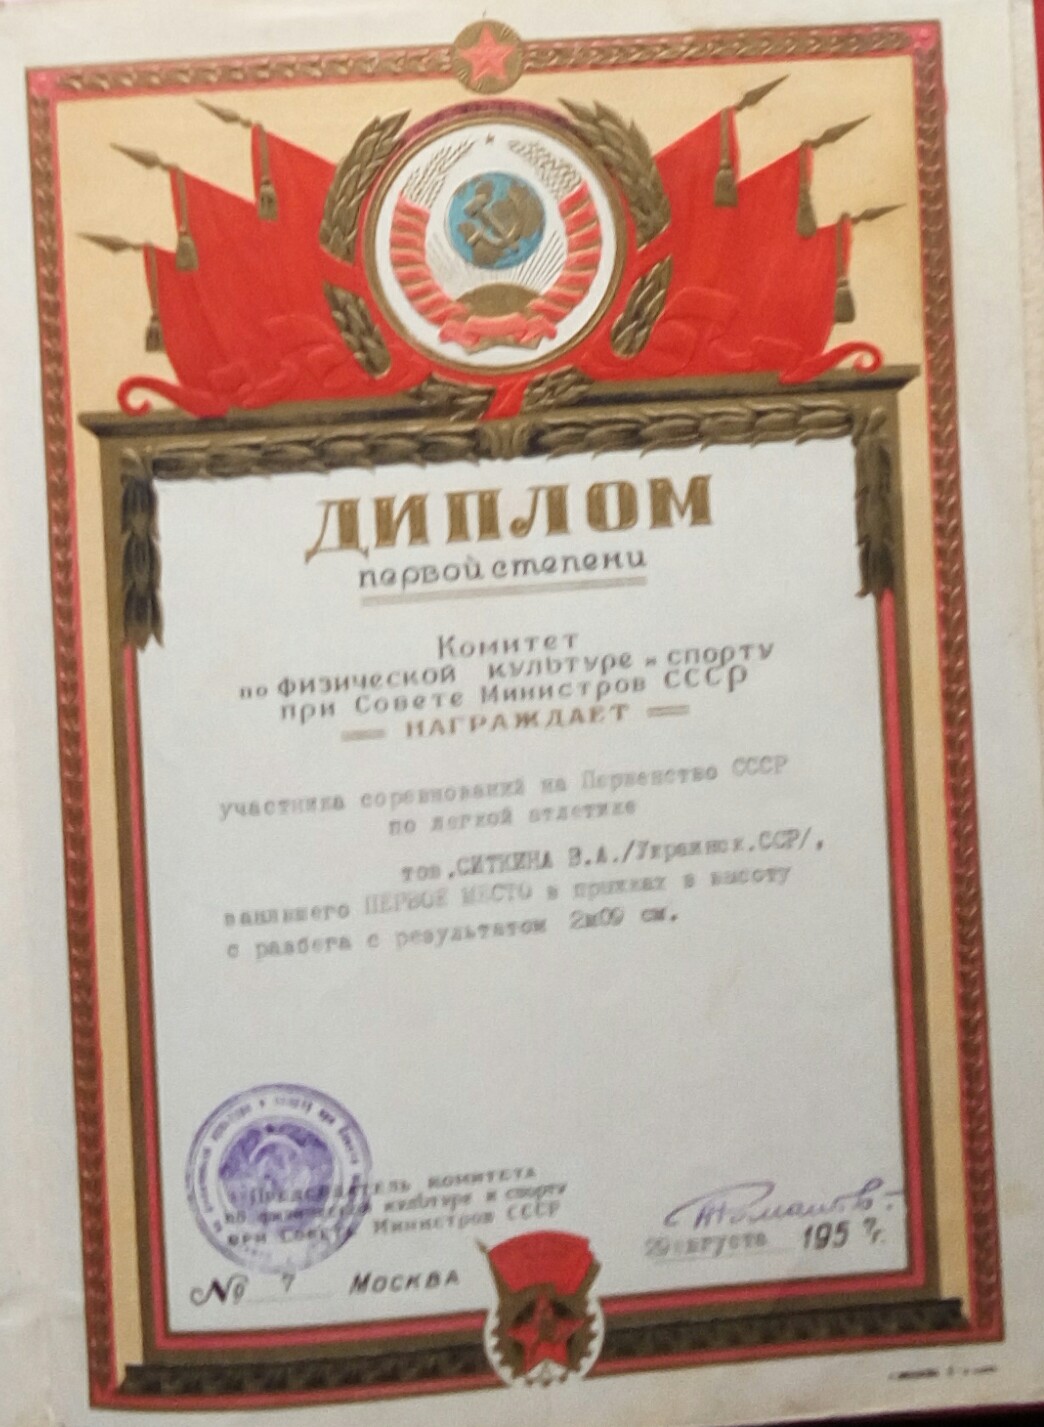 ДИПЛОМ
первой степени
Комитет
по физической культуре и спорту
при Совете Министров СССР
НАГРАЖДАЕТ
участника соревнований на Первенство СССР
по легкой атлетике
тов.СИТКИНА В.А./Украинск.ССР/,
занявшего ПЕРВОЕ МЕСТО в прыжках в высоту
с разбега с результатом 2м09 см.
Председатель комитета
по физической культуре и спорту
при Совете Министров СССР
29 августа 1957 г.
№ 7 Москва